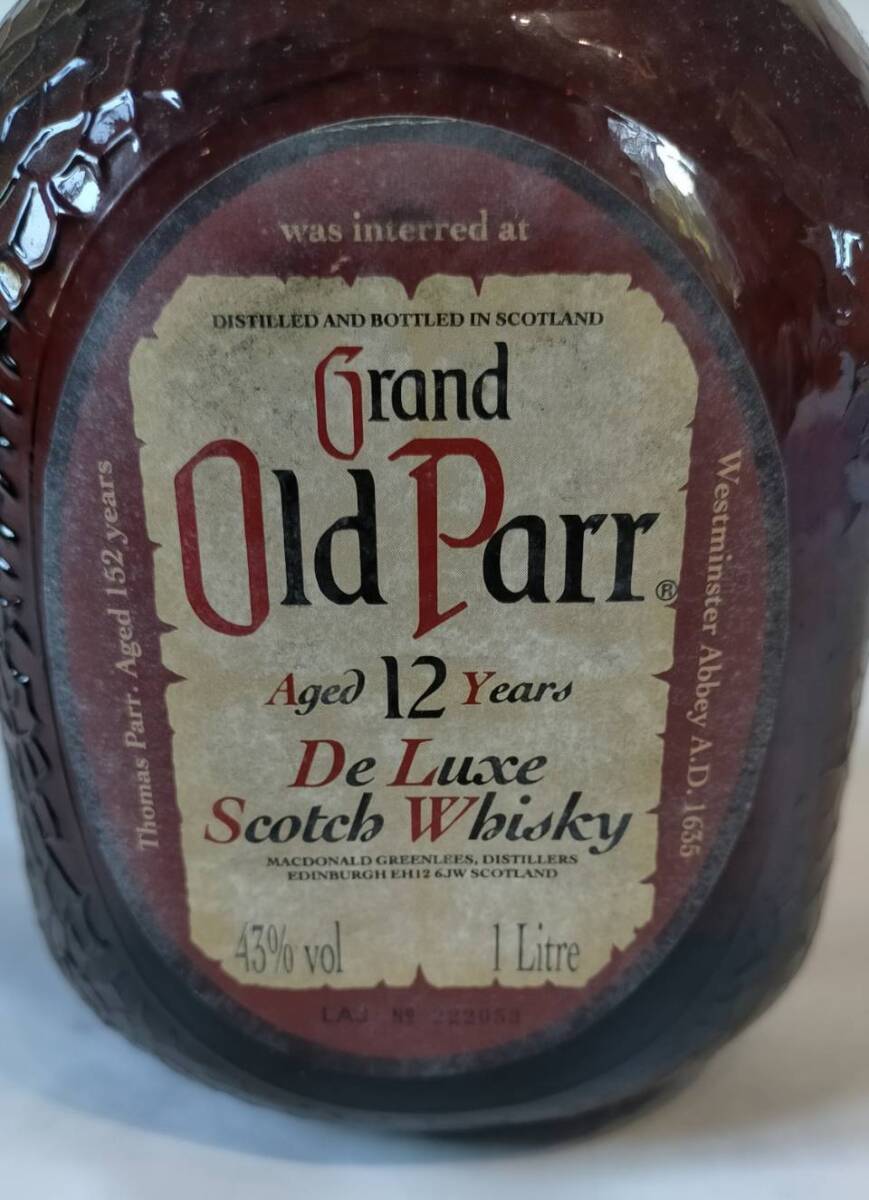 Thomas Parr. Aged 152 years
was interred at
Westminster Abbey A.D. 1635
DISTILLED AND BOTTLED IN SCOTLAND
Grand
Old Parr®
Aged 12 Years
De Luxe
Scotch Whisky
MACDONALD GREENLEES, DISTILLERS
EDINBURGH EH12 6JW SCOTLAND
43% vol 1 Litre